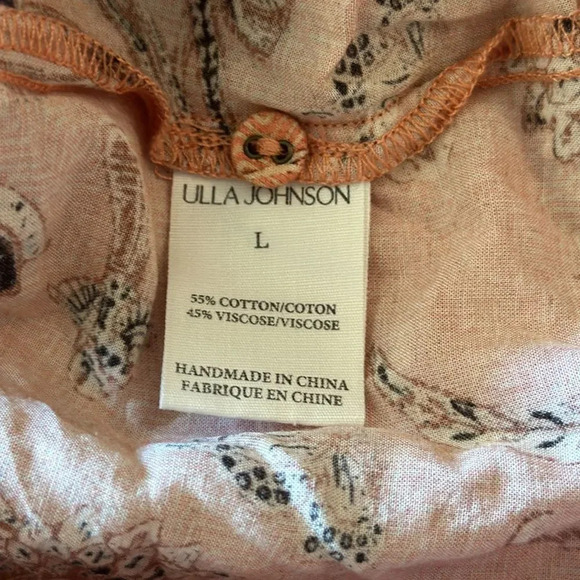 ULLA JOHNSON
L
55% COTTON/COTON
45% VISCOSE/VISCOSE
HANDMADE IN CHINA
FABRIQUE EN CHINE